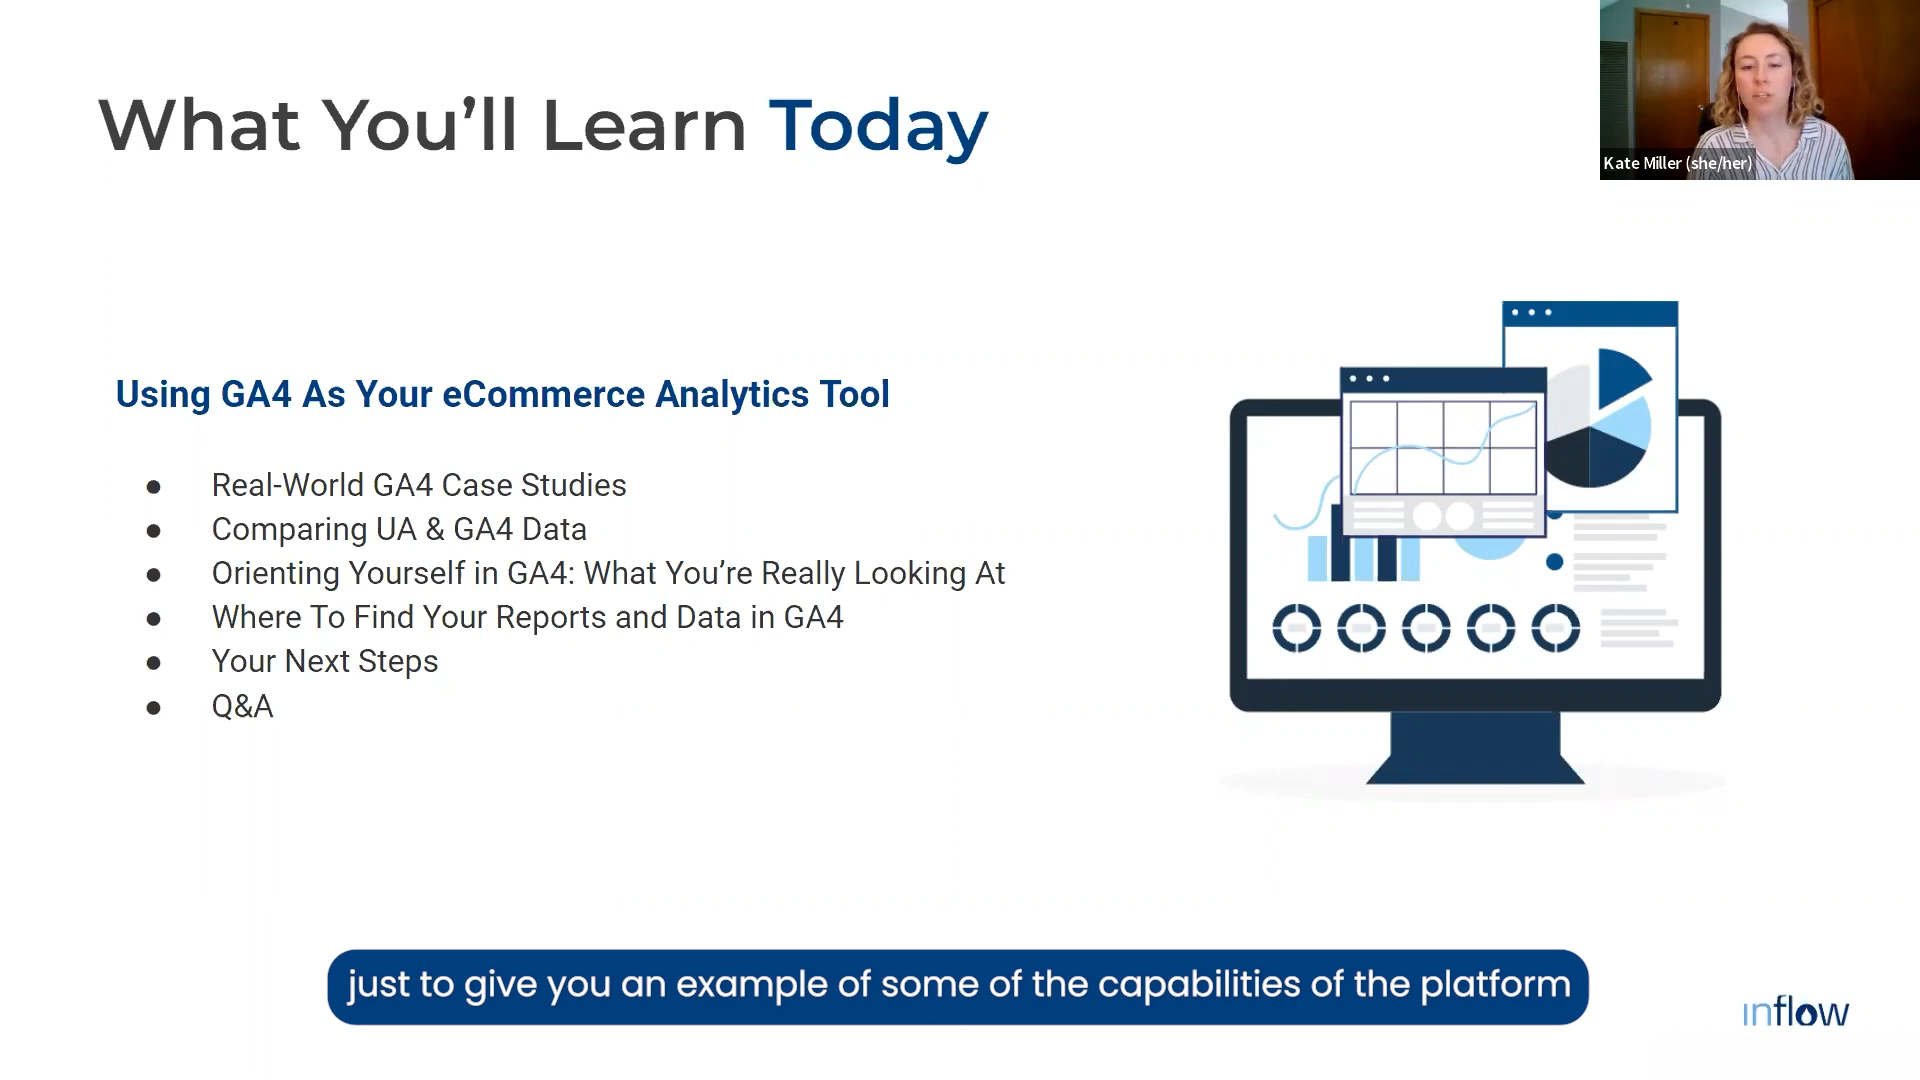 What You’ll Learn Today
Kate Miller (she/her)
Using GA4 As Your eCommerce Analytics Tool
● Real-World GA4 Case Studies
● Comparing UA & GA4 Data
● Orienting Yourself in GA4: What You’re Really Looking At
● Where To Find Your Reports and Data in GA4
● Your Next Steps
● Q&A
just to give you an example of some of the capabilities of the platform
inflow